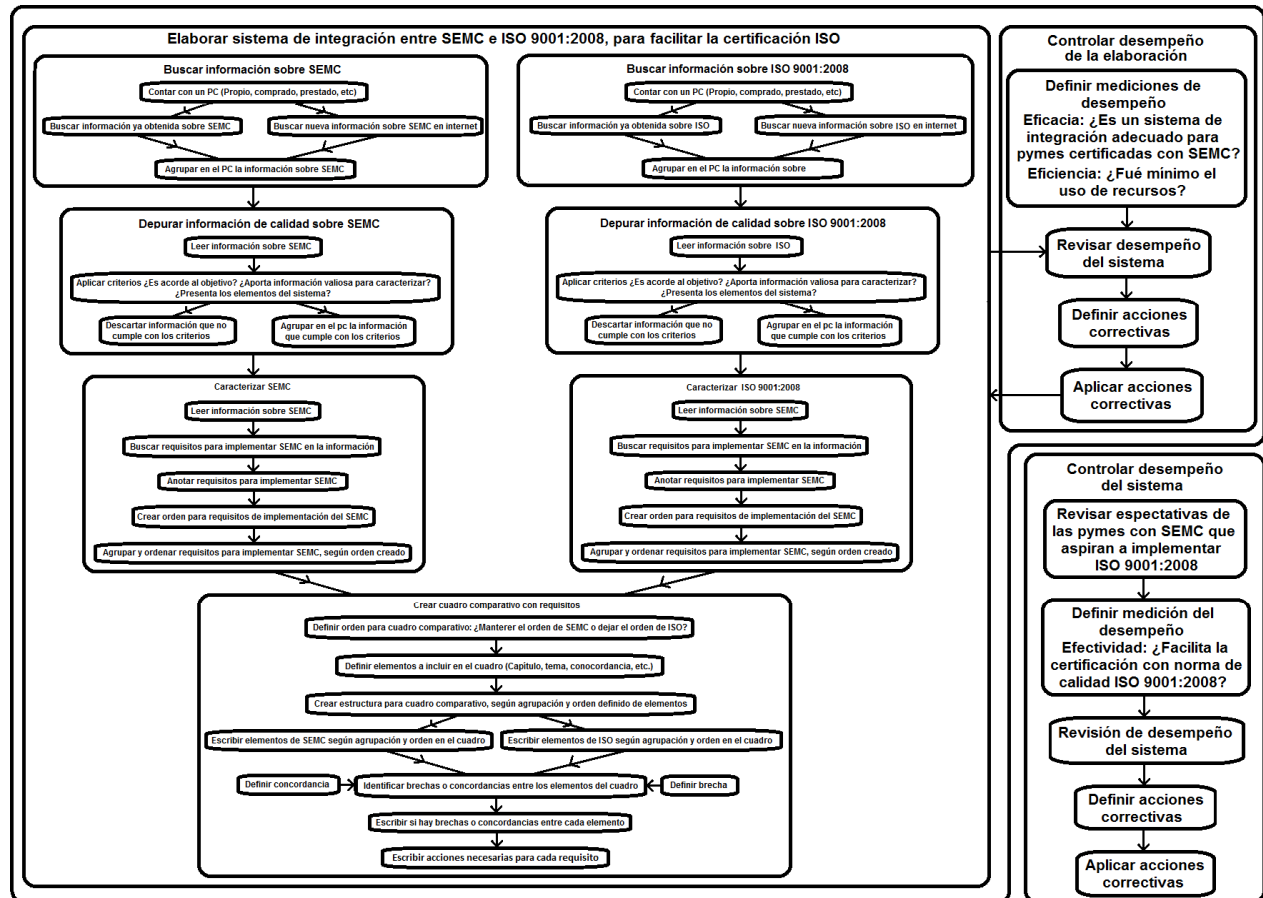 Elaborar sistema de integración entre SEMC e ISO 9001:2008, para facilitar la certificación ISO
Buscar información sobre SEMC
Contar con un PC (Propio, comprado, prestado, etc)
Buscar información ya obtenida sobre SEMC
Buscar nueva información sobre SEMC en internet
Agrupar en el PC la información sobre SEMC
Buscar información sobre ISO 9001:2008
Contar con un PC (Propio, comprado, prestado, etc)
Buscar información ya obtenida sobre ISO
Buscar nueva información sobre ISO en internet
Agrupar en el PC la información sobre
Depurar información de calidad sobre SEMC
Leer información sobre SEMC
Aplicar criterios ¿Es acorde al objetivo? ¿Aporta información valiosa para caracterizar?
¿Presenta los elementos del sistema?
Descartar información que no
cumple con los criterios
Agrupar en el pc la información
que cumple con los criterios
Depurar información de calidad sobre ISO 9001:2008
Leer información sobre ISO
Aplicar criterios ¿Es acorde al objetivo? ¿Aporta información valiosa para caracterizar?
¿Presenta los elementos del sistema?
Descartar información que no
cumple con los criterios
Agrupar en el pc la información
que cumple con los criterios
Caracterizar SEMC
Leer información sobre SEMC
Buscar requisitos para implementar SEMC en la información
Anotar requisitos para implementar SEMC
Crear orden para requisitos de implementación del SEMC
Agrupar y ordenar requisitos para implementar SEMC, según orden creado
Caracterizar ISO 9001:2008
Leer información sobre SEMC
Buscar requisitos para implementar SEMC en la información
Anotar requisitos para implementar SEMC
Crear orden para requisitos de implementación del SEMC
Agrupar y ordenar requisitos para implementar SEMC, según orden creado
Crear cuadro comparativo con requisitos
Definir orden para cuadro comparativo: ¿Manterer el orden de SEMC o dejar el orden de ISO?
Definir elementos a incluir en el cuadro (Capitulo, tema, conocordancia, etc.)
Crear estructura para cuadro comparativo, según agrupación y orden definido de elementos
Escribir elementos de SEMC según agrupación y orden en el cuadro
Escribir elementos de ISO según agrupación y orden en el cuadro
Definir concordancia
Identificar brechas o concordancias entre los elementos del cuadro
Definir brecha
Escribir si hay brechas o concordancias entre cada elemento
Escribir acciones necesarias para cada requisito
Controlar desempeño
de la elaboración
Definir mediciones de
desempeño
Eficacia: ¿Es un sistema de
integración adecuado para
pymes certificadas con SEMC?
Eficiencia: ¿Fué mínimo el
uso de recursos?
Revisar desempeño
del sistema
Definir acciones
correctivas
Aplicar acciones
correctivas
Controlar desempeño
del sistema
Revisar espectativas de
las pymes con SEMC que
aspiran a implementar
ISO 9001:2008
Definir medición del
desempeño
Efectividad: ¿Facilita la
certificación con norma de
calidad ISO 9001:2008?
Revisión de desempeño
del sistema
Definir acciones
correctivas
Aplicar acciones
correctivas